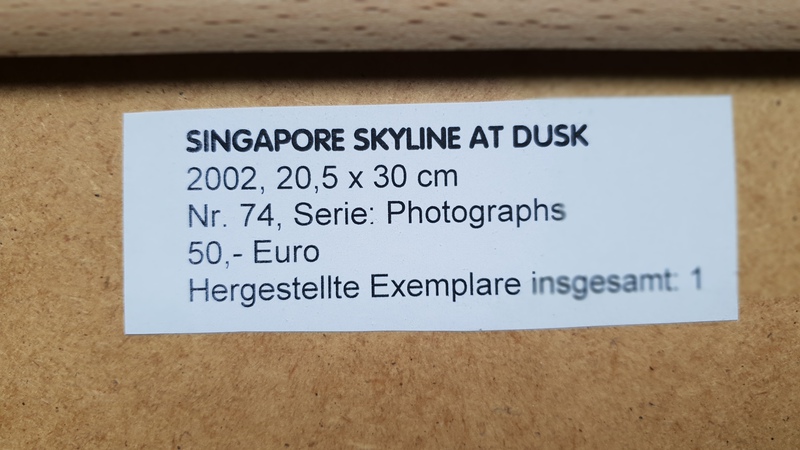 SINGAPORE SKYLINE AT DUSK
2002, 20,5 x 30 cm
Nr. 74, Serie: Photographs
50,- Euro
Hergestellte Exemplare insgesamt: 1